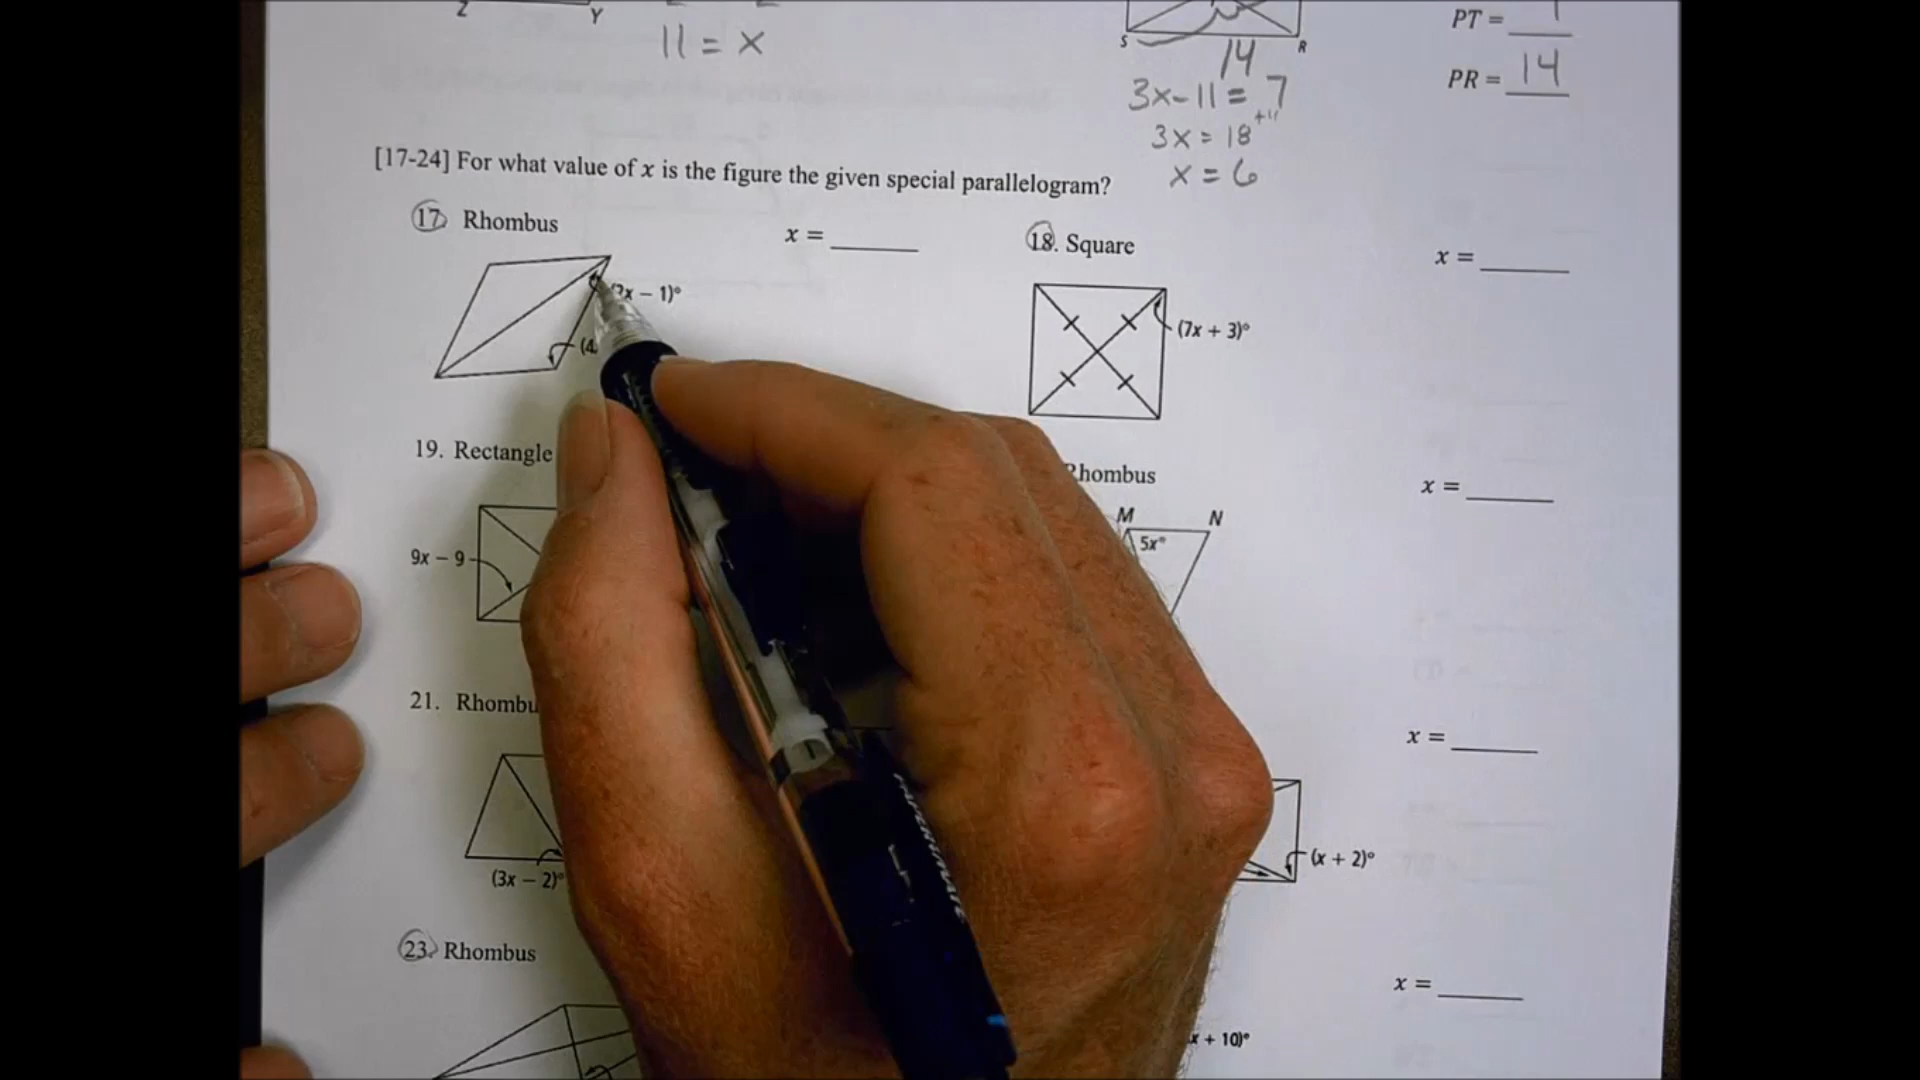 Z
Y
11 = x
S
R
14
3x-11 = 7
+11
3x = 18
x = 6
PT =
PR = 14
[17-24] For what value of x is the figure the given special parallelogram?
17. Rhombus
x =
x – 1)°
(4
18. Square
x =
(7x + 3)°
19. Rectangle
9x – 9
Rhombus
x =
M
N
5x°
21. Rhombu
(3x – 2)°
x =
(x + 2)°
23. Rhombus
x =
x + 10)°
PAPERMATE